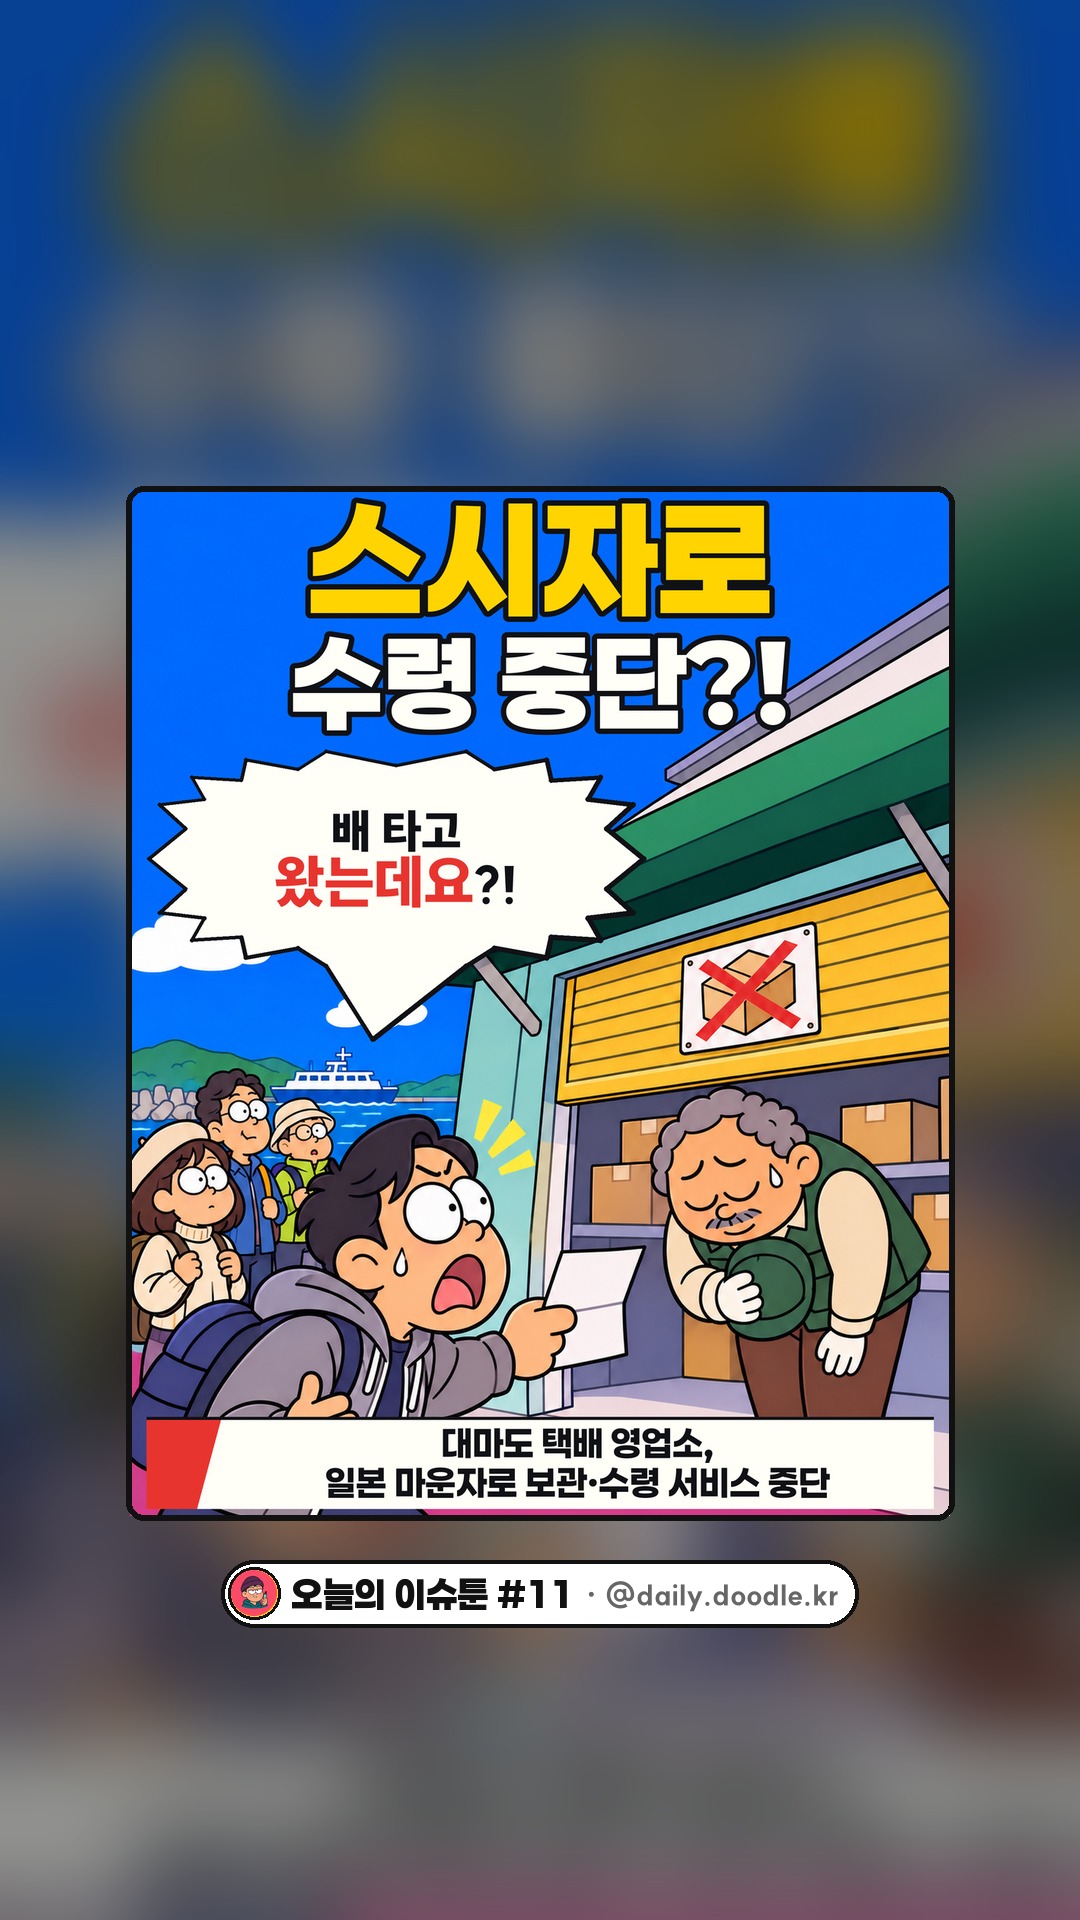 스시자로
수령 중단?!
배 타고
왔는데요?!
대마도 택배 영업소,
일본 마운자로 보관·수령 서비스 중단
오늘의 이슈툰 #11 · @daily.doodle.kr